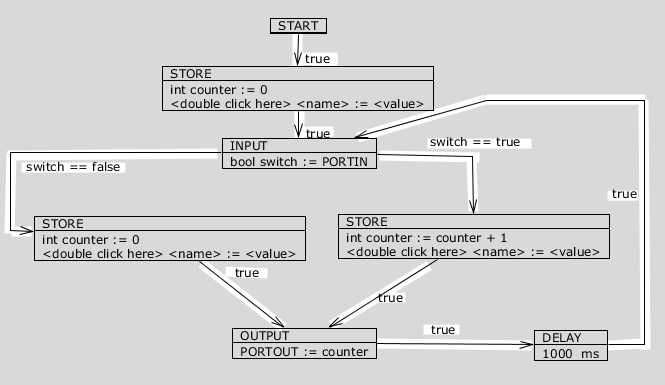 START
true
STORE
int counter := 0
<double click here> <name> := <value>
true
INPUT
bool switch := PORTIN
switch == true
switch == false
true
STORE
int counter := 0
<double click here> <name> := <value>
STORE
int counter := counter + 1
<double click here> <name> := <value>
true
true
OUTPUT
PORTOUT := counter
true
DELAY
1000 ms